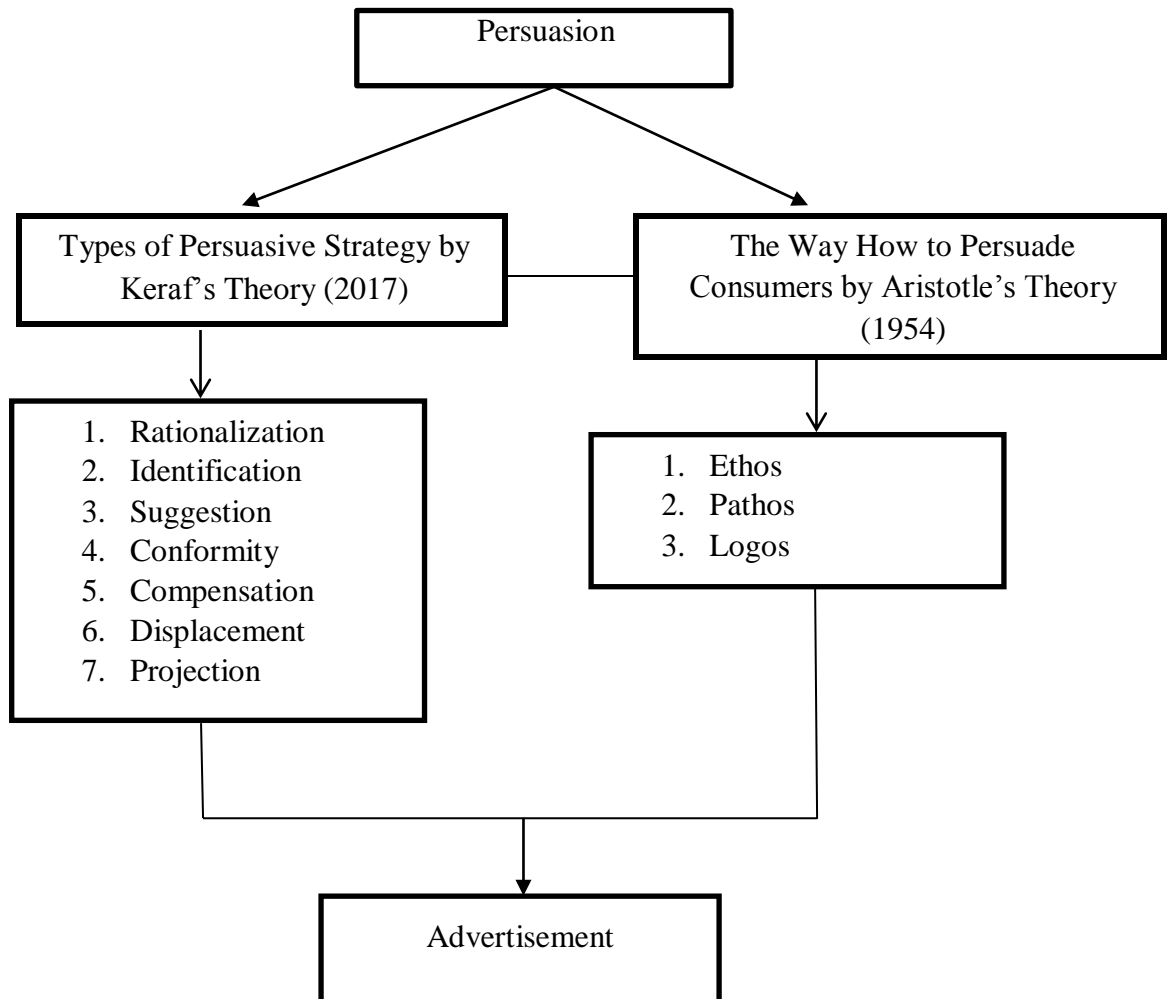 Persuasion
Types of Persuasive Strategy by
Keraf’s Theory (2017)
The Way How to Persuade
Consumers by Aristotle’s Theory
(1954)
1. Rationalization
2. Identification
3. Suggestion
4. Conformity
5. Compensation
6. Displacement
7. Projection
1. Ethos
2. Pathos
3. Logos
Advertisement